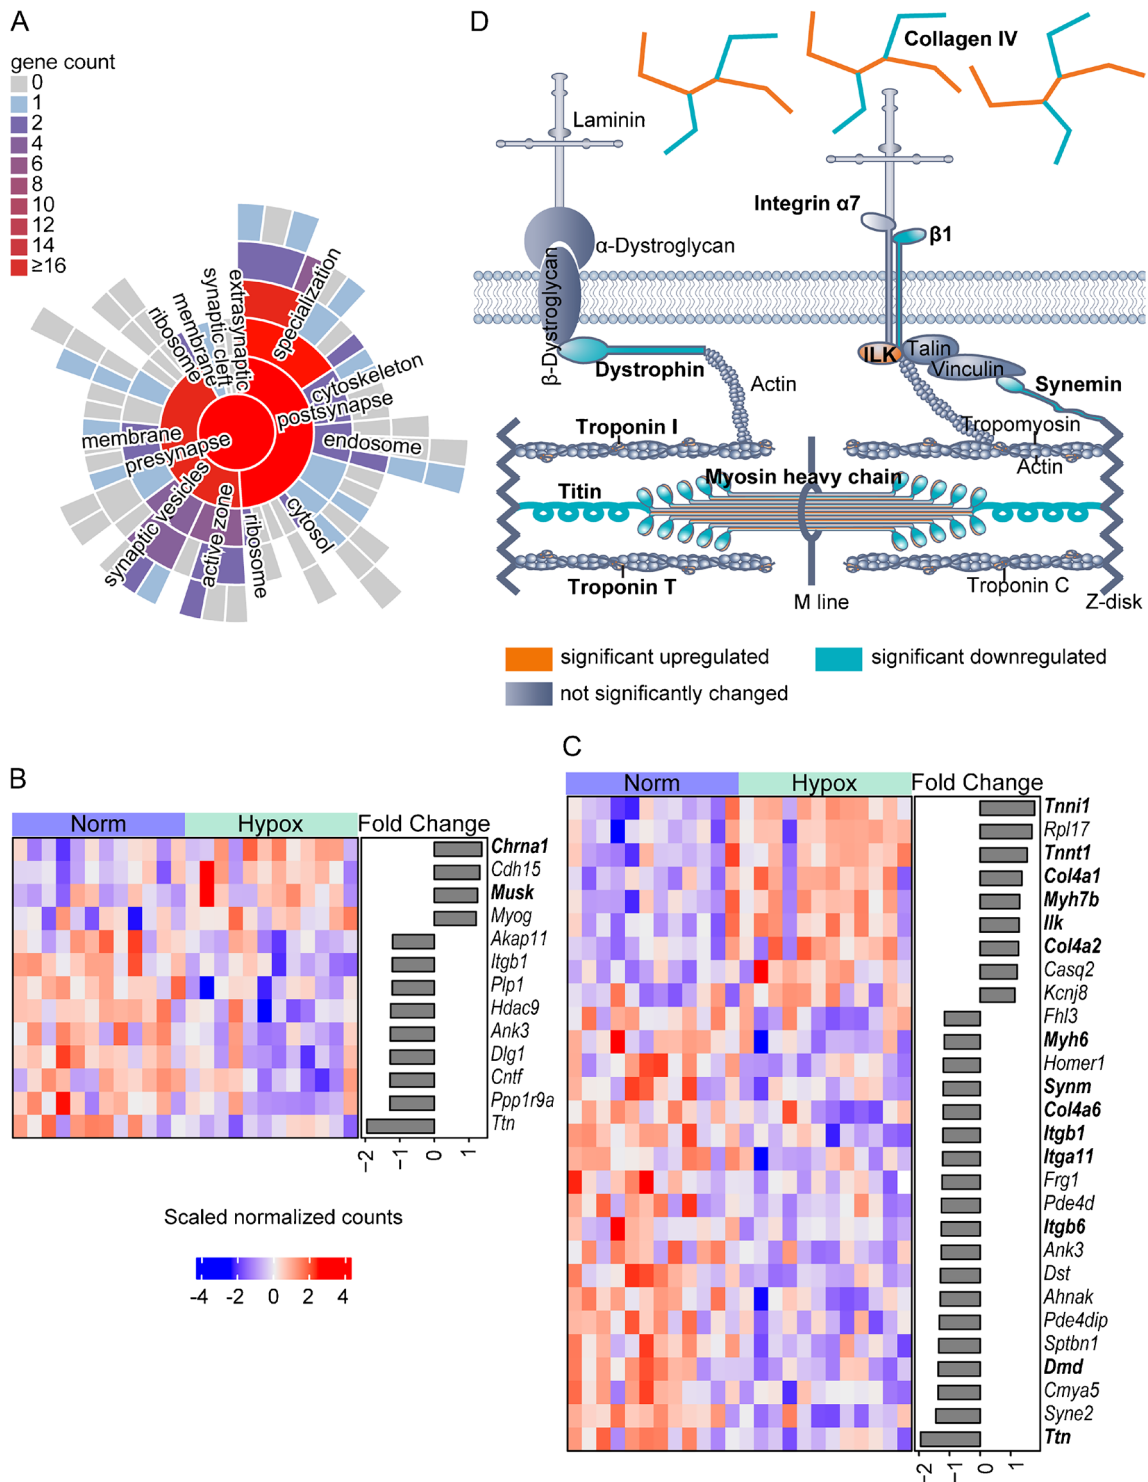 A
gene count
0
1
2
4
6
8
10
12
14
≥16
extrasynaptic
synaptic cleft
membrane
ribosome
specialization
cytoskeleton
postsynapse
endosome
cytosol
ribosome
active zone
synaptic vesicles
presynapse
membrane
D
Collagen IV
Laminin
Integrin α7
β1
α-Dystroglycan
β-Dystroglycan
Dystrophin
Actin
ILK
Talin
Vinculin
Synemin
Troponin I
Tropomyosin
Actin
Myosin heavy chain
Titin
Troponin T
Troponin C
M line
Z-disk
significant upregulated
significant downregulated
not significantly changed
B
Norm
Hypox
Fold Change
Chrna1
Cdh15
Musk
Myog
Akap11
Itgb1
Plp1
Hdac9
Ank3
Dlg1
Cntf
Ppp1r9a
Ttn
-2
-1
0
1
Scaled normalized counts
-4
-2
0
2
4
C
Norm
Hypox
Fold Change
Tnni1
Rpl17
Tnnt1
Col4a1
Myh7b
Ilk
Col4a2
Casq2
Kcnj8
Fhl3
Myh6
Homer1
Synm
Col4a6
Itgb1
Itga11
Frg1
Pde4d
Itgb6
Ank3
Dst
Ahnak
Pde4dip
Sptbn1
Dmd
Cmya5
Syne2
Ttn
-2
-1
0
1